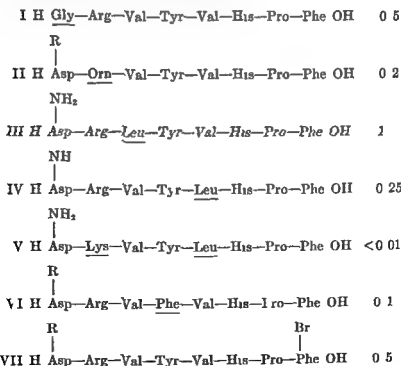 I H Gly—Arg—Val—Tyr—Val—His—Pro—Phe OH 0 5
R
II H Asp—Orn—Val—Tyr—Val—His—Pro—Phe OH 0 2
NH₂
III H Asp—Arg—Leu—Tyr—Val—His—Pro—Phe OH 1
NH
IV H Asp—Arg—Val—Tyr—Leu—His—Pro—Phe OH 0 25
NH₂
V H Asp—Lys—Val—Tyr—Leu—His—Pro—Phe OH <0 01
R
VI H Asp—Arg—Val—Phe—Val—His—Pro—Phe OH 0 1
R Br
VII H Asp—Arg—Val—Tyr—Val—His—Pro—Phe OH 0 5